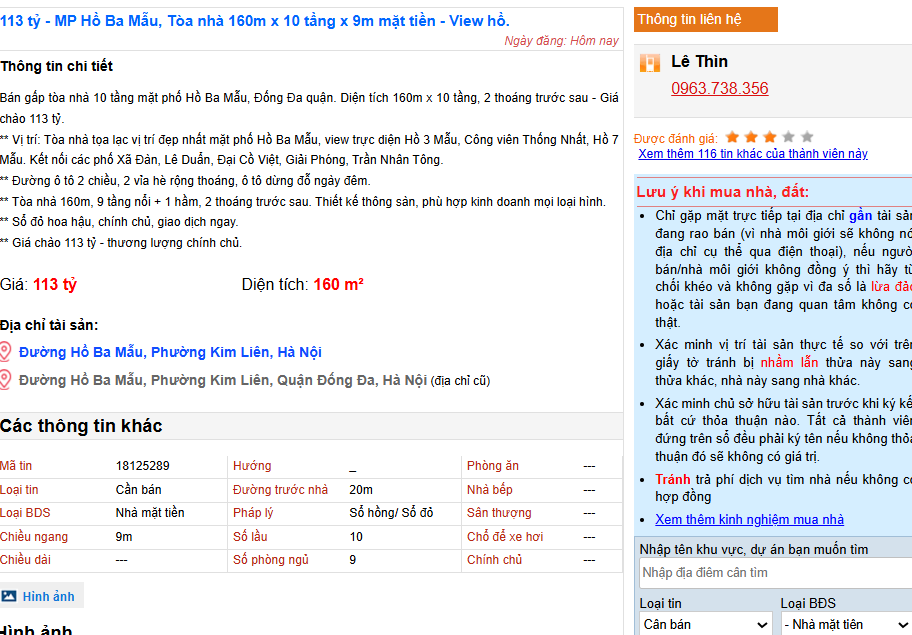 113 tỷ - MP Hồ Ba Mẫu, Tòa nhà 160m x 10 tầng x 9m mặt tiền - View hồ.
Ngày đăng: Hôm nay
Thông tin chi tiết
Bán gấp tòa nhà 10 tầng mặt phố Hồ Ba Mẫu, Đống Đa quận. Diện tích 160m x 10 tầng, 2 thoáng trước sau - Giá
chào 113 tỷ.
** Vị trí: Tòa nhà tọa lạc vị trí đẹp nhất mặt phố Hồ Ba Mẫu, view trực diện Hồ 3 Mẫu, Công viên Thống Nhất, Hồ 7
Mẫu. Kết nối các phố Xã Đàn, Lê Duẩn, Đại Cồ Việt, Giải Phóng, Trần Nhân Tông.
** Đường ô tô 2 chiều, 2 vỉa hè rộng thoáng, ô tô dừng đỗ ngày đêm.
** Tòa nhà 160m, 9 tầng nổi + 1 hầm, 2 thoáng trước sau. Thiết kế thông sàn, phù hợp kinh doanh mọi loại hình.
** Sổ đỏ hoa hậu, chính chủ, giao dịch ngay.
** Giá chào 113 tỷ - thương lượng chính chủ.
Giá: 113 tỷ Diện tích: 160 m²
Địa chỉ tài sản:
Đường Hồ Ba Mẫu, Phường Kim Liên, Hà Nội
Đường Hồ Ba Mẫu, Phường Kim Liên, Quận Đống Đa, Hà Nội (địa chỉ cũ)
Các thông tin khác
Mã tin 18125289 Hướng _ Phòng ăn ---
Loại tin Cần bán Đường trước nhà 20m Nhà bếp ---
Loại BDS Nhà mặt tiền Pháp lý Sổ hồng/ Sổ đỏ Sân thượng ---
Chiều ngang 9m Số lầu 10 Chổ để xe hơi ---
Chiều dài --- Số phòng ngủ 9 Chính chủ ---
Hình ảnh
Hình ảnh
Thông tin liên hệ
Lê Thìn
0963.738.356
Được đánh giá:
Xem thêm 116 tin khác của thành viên này
Lưu ý khi mua nhà, đất:
• Chỉ gặp mặt trực tiếp tại địa chỉ gần tài sản
đang rao bán (vì nhà môi giới sẽ không nó
địa chỉ cụ thể qua điện thoại), nếu ngườ
bán/nhà môi giới không đồng ý thì hãy từ
chối khéo và không gặp vì đa số là lừa đảo
hoặc tài sản bạn đang quan tâm không có
thật.
• Xác minh vị trí tài sản thực tế so với trên
giấy tờ tránh bị nhầm lẫn thửa này sang
thửa khác, nhà này sang nhà khác.
• Xác minh chủ sở hữu tài sản trước khi ký kế
bất cứ thỏa thuận nào. Tất cả thành viên
đứng trên sổ đều phải ký tên nếu không thỏa
thuận đó sẽ không có giá trị.
• Tránh trả phí dịch vụ tìm nhà nếu không có
hợp đồng
• Xem thêm kinh nghiệm mua nhà
Nhập tên khu vực, dự án bạn muốn tìm
Nhập địa điểm cần tìm
Loại tin Loại BĐS
Cần bán - Nhà mặt tiền